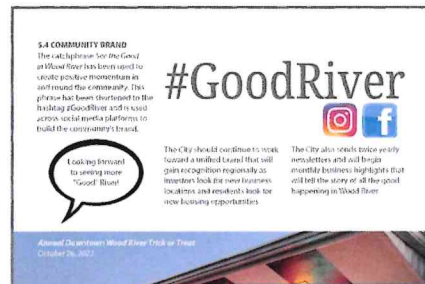 5.4 COMMUNITY BRAND
The catchphrase See the Good
in Wood River has been used to
create positive momentum in
and round the community. This
phrase has been shortened to the
hashtag #GoodRiver and is used
across social media platforms to
build the community's brand.
Looking forward
to seeing more
"Good" River!
#GoodRiver
The City should continue to work
toward a unified brand that will
gain recognition regionally as
investors look for new business
locations and residents look for
new housing opportunities.
The City also sends twice yearly
newsletters and will begin
monthly business highlights that
will tell the story of all the good
happening in Wood River.
Annual Downtown Wood River Trick or Treat
October 26, 2022